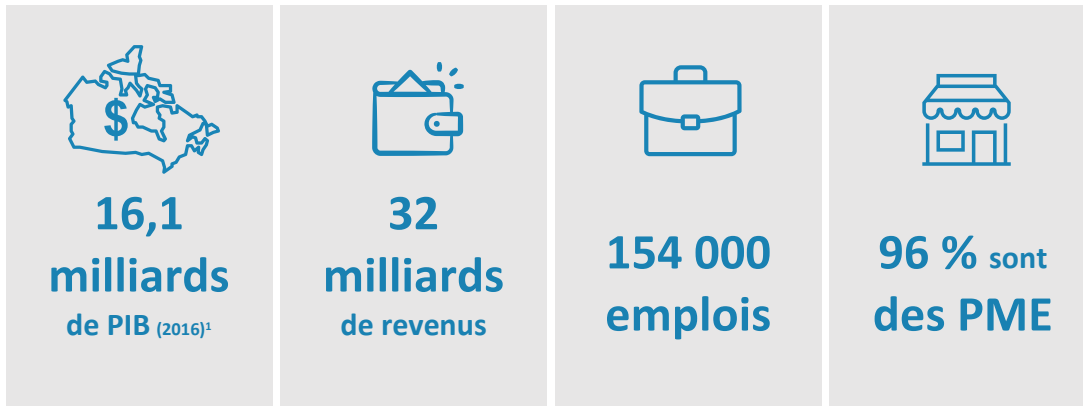 $
16,1
milliards
de PIB (2016)¹
32
milliards
de revenus
154 000
emplois
96 % sont
des PME